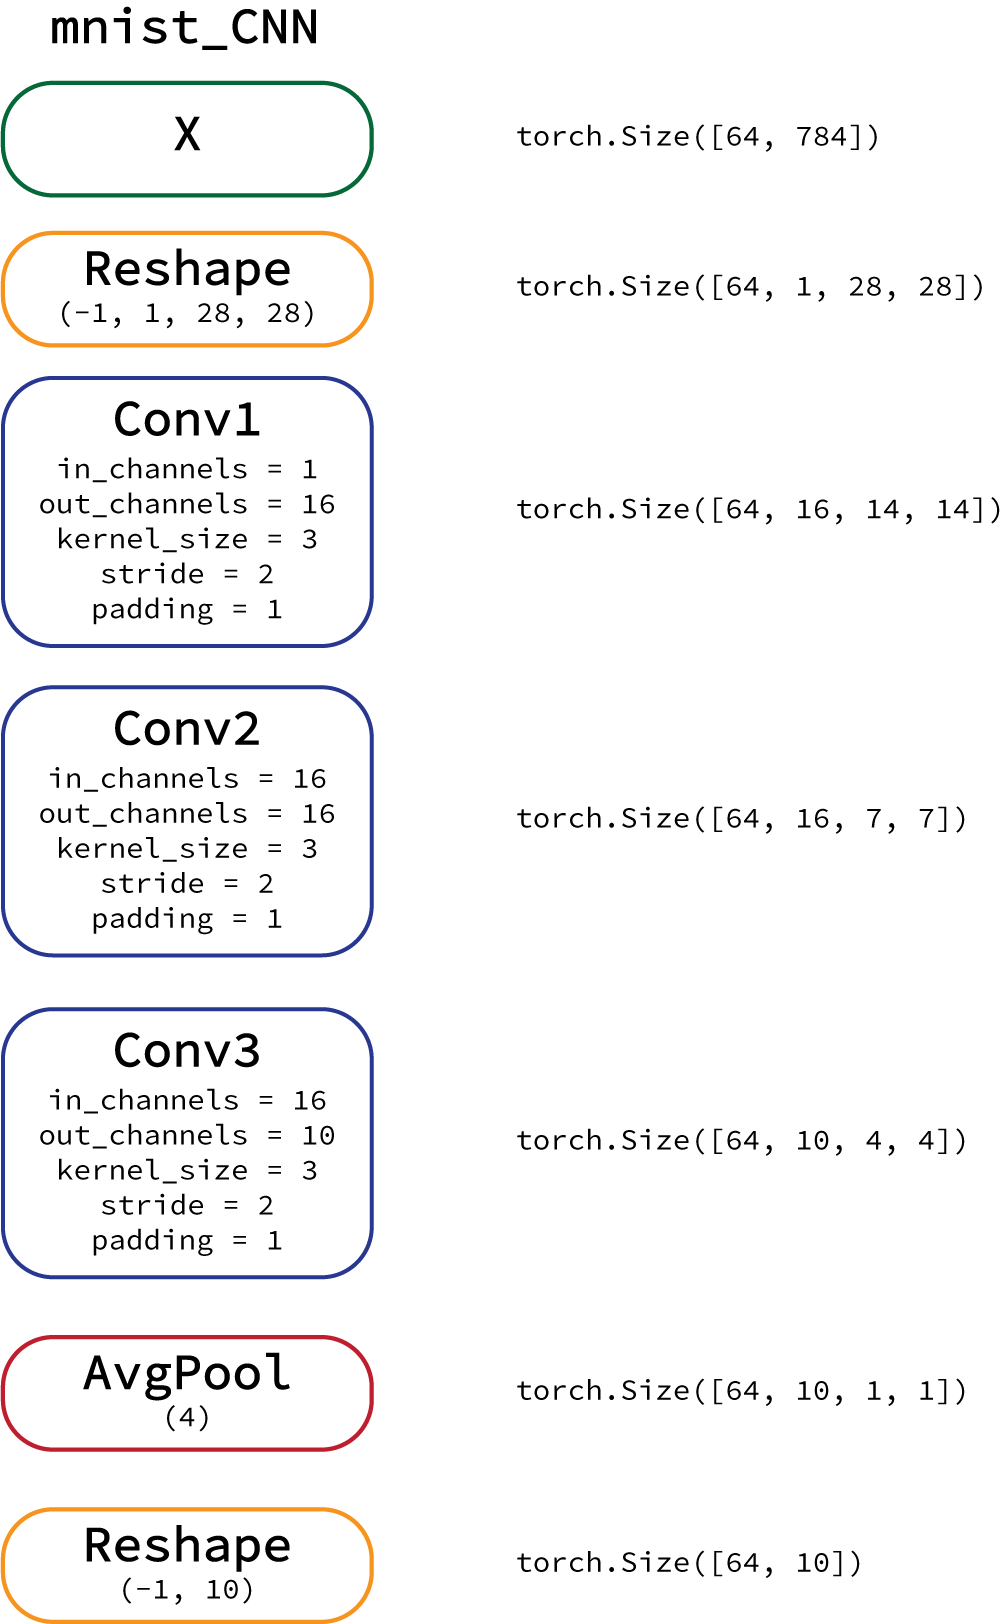 mnist_CNN
X
torch.Size([64, 784])
Reshape
(-1, 1, 28, 28)
torch.Size([64, 1, 28, 28])
Conv1
in_channels = 1
out_channels = 16
kernel_size = 3
stride = 2
padding = 1
torch.Size([64, 16, 14, 14])
Conv2
in_channels = 16
out_channels = 16
kernel_size = 3
stride = 2
padding = 1
torch.Size([64, 16, 7, 7])
Conv3
in_channels = 16
out_channels = 10
kernel_size = 3
stride = 2
padding = 1
torch.Size([64, 10, 4, 4])
AvgPool
(4)
torch.Size([64, 10, 1, 1])
Reshape
(-1, 10)
torch.Size([64, 10])